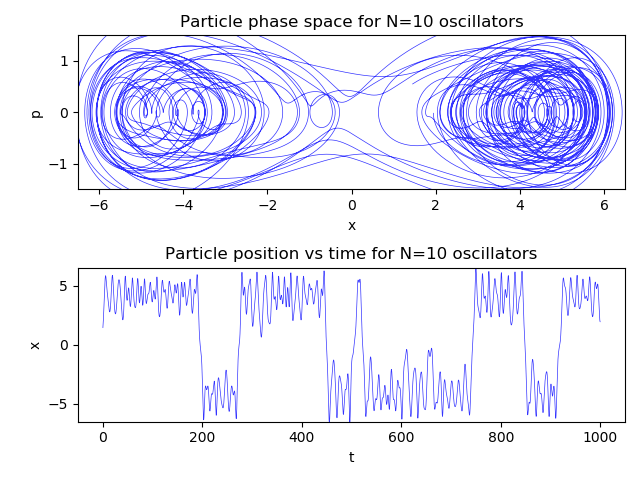 Particle phase space for N=10 oscillators
1
0
−1
p
−6 −4 −2 0 2 4 6
x
Particle position vs time for N=10 oscillators
5
0
−5
x
0 200 400 600 800 1000
t